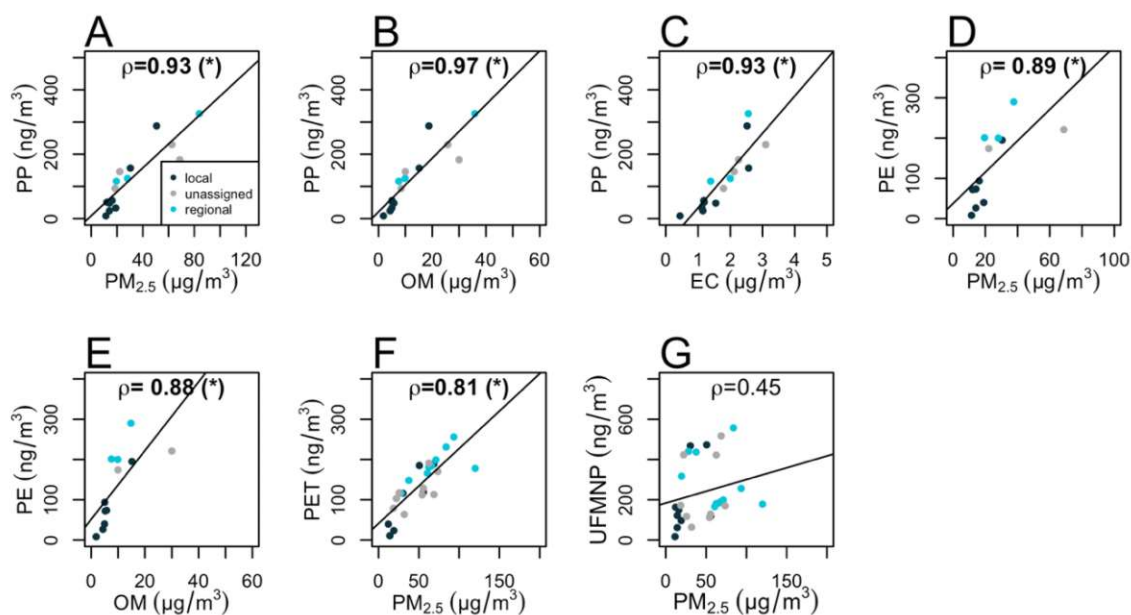 A
ρ=0.93 (*)
PP (ng/m³)
0 200 400
local
unassigned
regional
0 40 80 120
PM₂.₅ (µg/m³)
B
ρ=0.97 (*)
PP (ng/m³)
0 200 400
0 20 40 60
OM (µg/m³)
C
ρ=0.93 (*)
PP (ng/m³)
0 200 400
0 1 2 3 4 5
EC (µg/m³)
D
ρ= 0.89 (*)
PE (ng/m³)
0 100 300
0 20 60 100
PM₂.₅ (µg/m³)
E
ρ= 0.88 (*)
PE (ng/m³)
0 100 300
0 20 40 60
OM (µg/m³)
F
ρ=0.81 (*)
PET (ng/m³)
0 100 300
0 50 150
PM₂.₅ (µg/m³)
G
ρ=0.45
UFMNP (ng/m³)
0 200 600
0 50 150
PM₂.₅ (µg/m³)